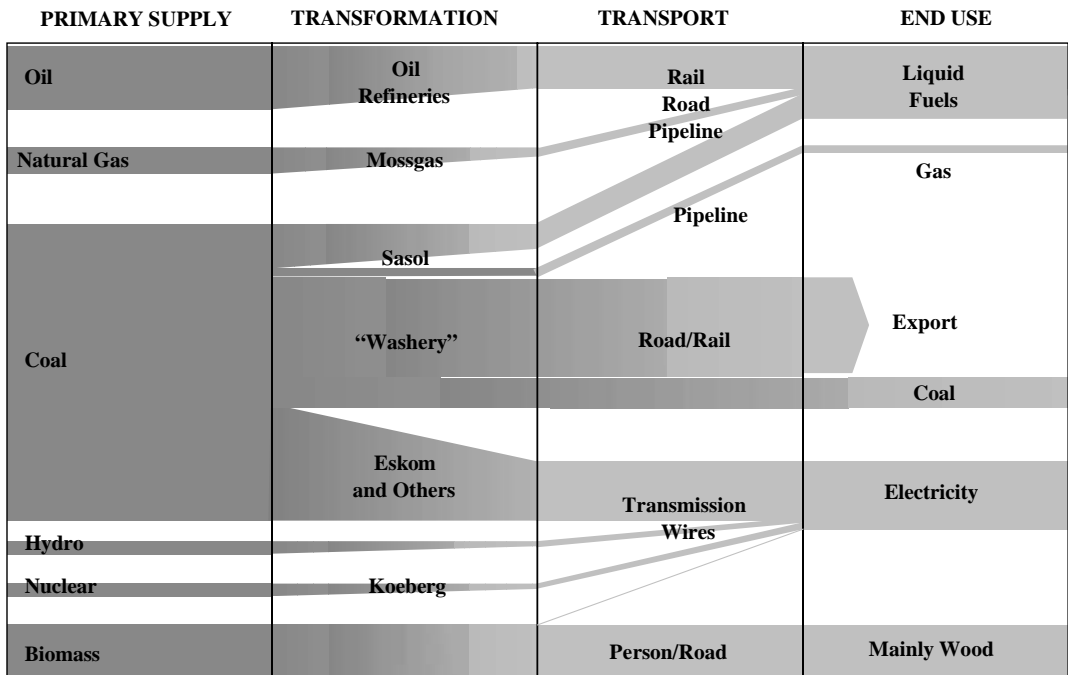 PRIMARY SUPPLY
TRANSFORMATION
TRANSPORT
END USE
Oil
Oil
Refineries
Rail
Road
Pipeline
Liquid
Fuels
Natural Gas
Mossgas
Gas
Pipeline
Sasol
Coal
“Washery”
Road/Rail
Export
Coal
Eskom
and Others
Transmission
Wires
Electricity
Hydro
Nuclear
Koeberg
Biomass
Person/Road
Mainly Wood